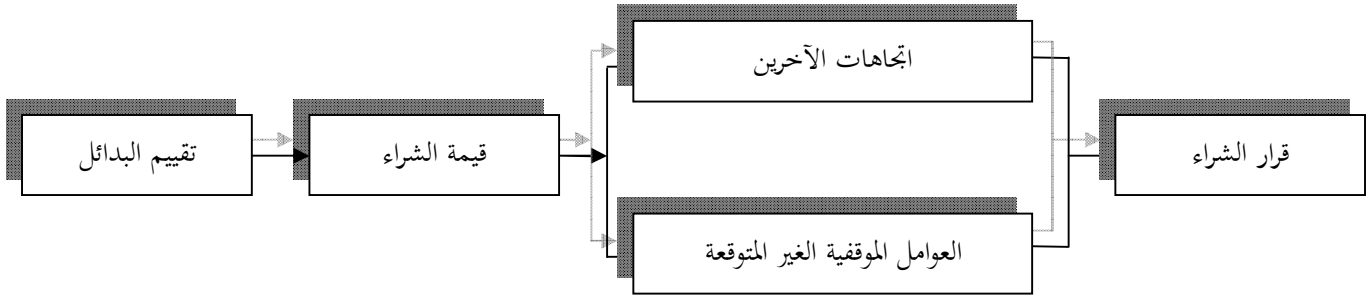 اتجاهات الآخرين
تقييم البدائل
قيمة الشراء
قرار الشراء
العوامل الموقفية الغير المتوقعة